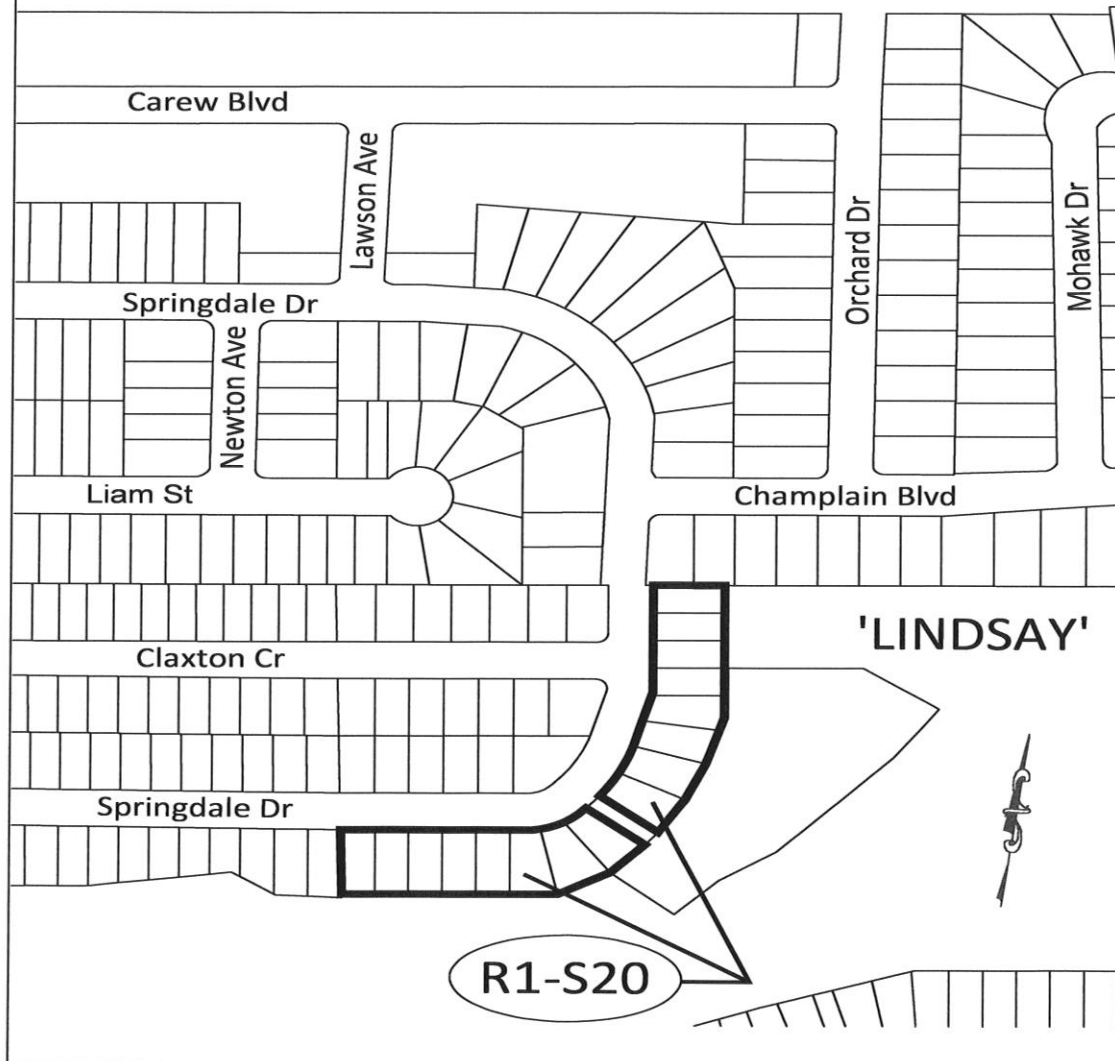 Carew Blvd
Lawson Ave
Orchard Dr
Mohawk Dr
Springdale Dr
Newton Ave
Liam St
Champlain Blvd
'LINDSAY'
Claxton Cr
Springdale Dr
R1-S20